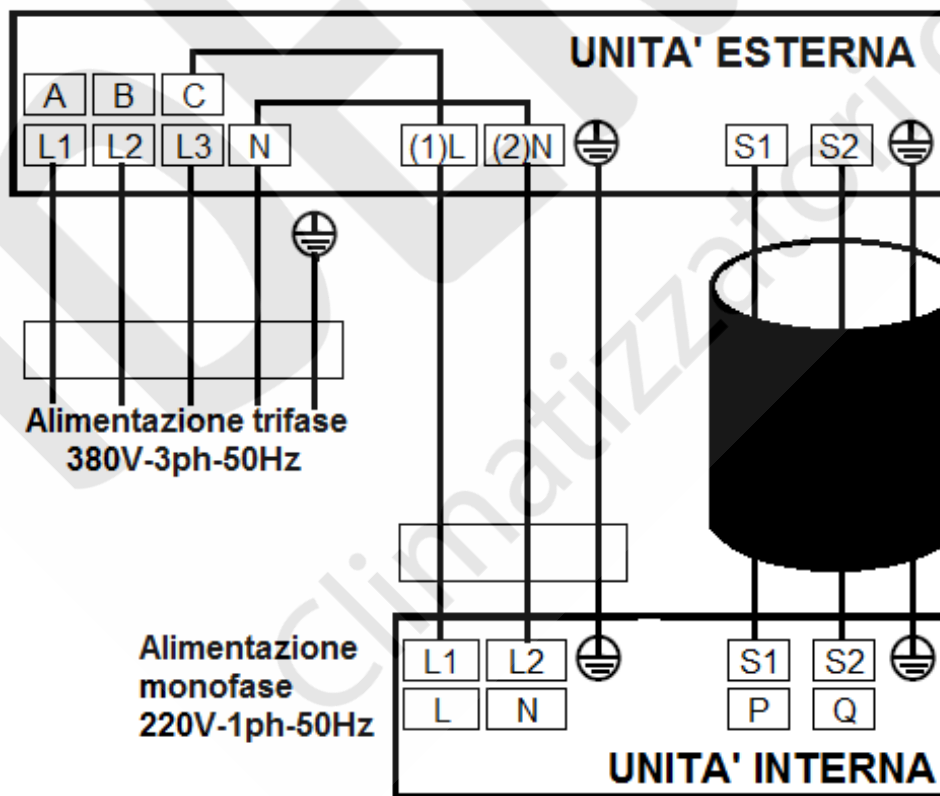 UNITA' ESTERNA
A B C
L1 L2 L3 N (1)L (2)N S1 S2
Alimentazione trifase
380V-3ph-50Hz
climatizzatori
Alimentazione
monofase
220V-1ph-50Hz
L1 L2 S1 S2
L N P Q
UNITA' INTERNA